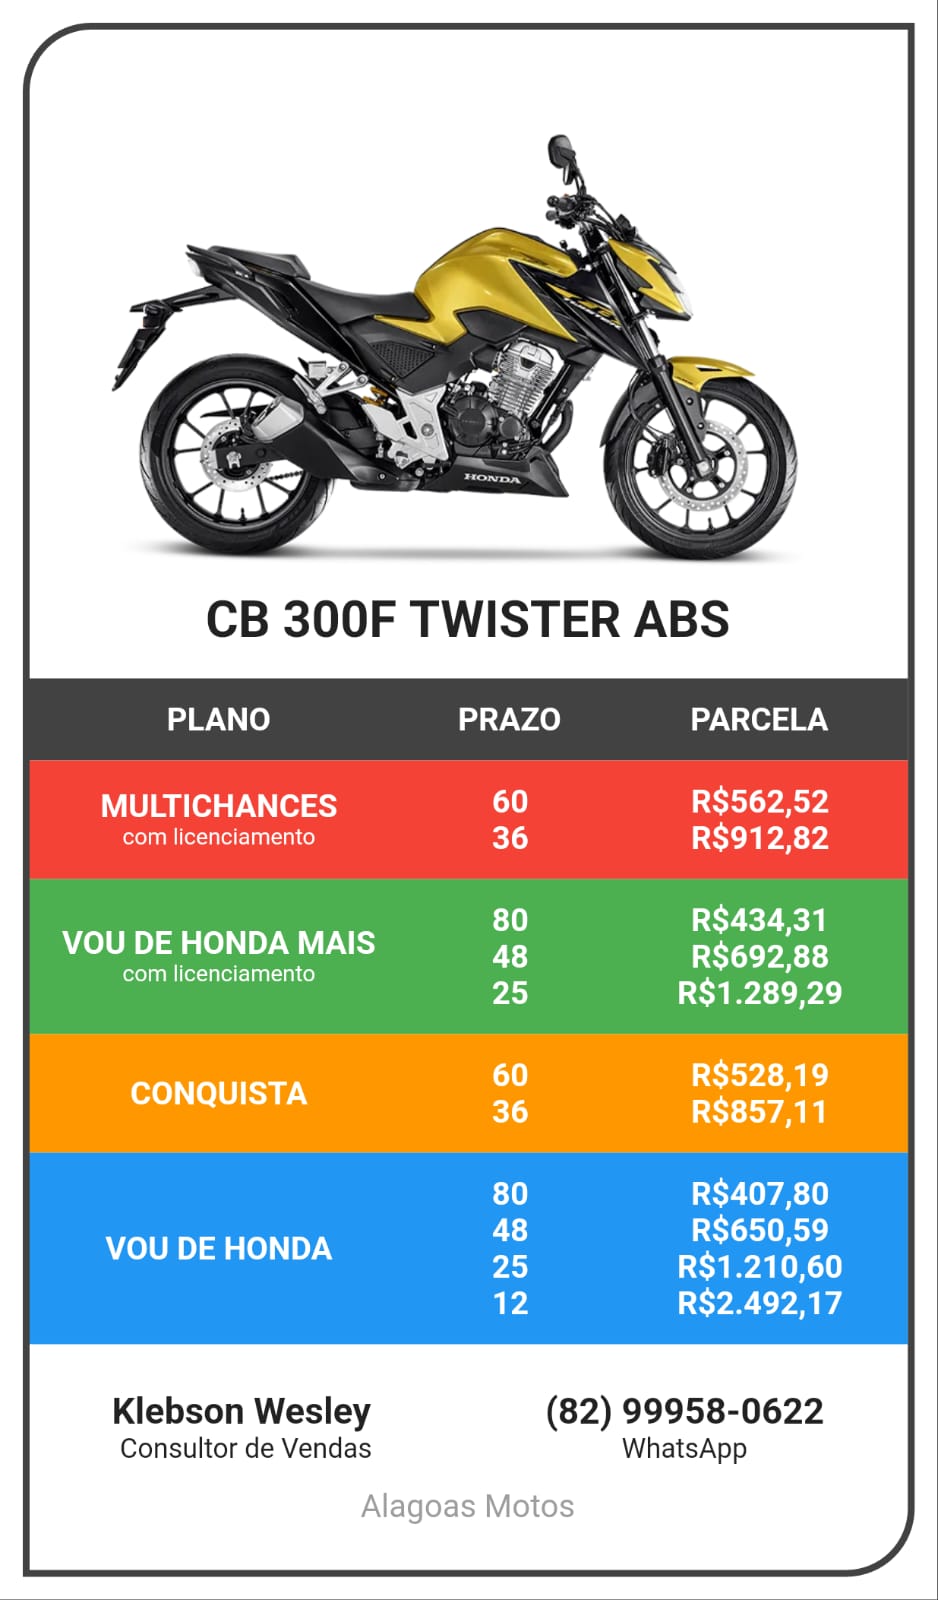 HONDA
CB 300F TWISTER ABS
PLANO PRAZO PARCELA
MULTICHANCES
com licenciamento
60 R$562,52
36 R$912,82
VOU DE HONDA MAIS
com licenciamento
80 R$434,31
48 R$692,88
25 R$1.289,29
CONQUISTA
60 R$528,19
36 R$857,11
VOU DE HONDA
80 R$407,80
48 R$650,59
25 R$1.210,60
12 R$2.492,17
Klebson Wesley (82) 99958-0622
Consultor de Vendas WhatsApp
Alagoas Motos